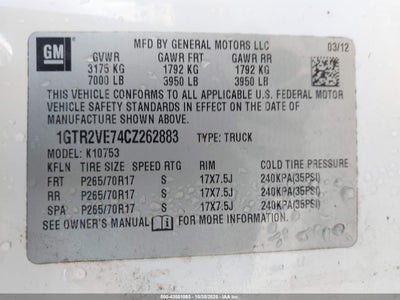 GM
MFD BY GENERAL MOTORS LLC 03/12
GVWR GAWR FRT GAWR RR
3175 KG 1792 KG 1792 KG
7000 LB 3950 LB 3950 LB
THIS VEHICLE CONFORMS TO ALL APPLICABLE U.S. FEDERAL MOTOR
VEHICLE SAFETY STANDARDS IN EFFECT ON THE DATE OF
MANUFACTURE SHOWN ABOVE.
1GTR2VE74CZ262883 TYPE: TRUCK
MODEL: K10753
KFLN TIRE SIZE SPEED RTG RIM COLD TIRE PRESSURE
FRT P265/70R17 S 17X7.5J 240KPA(35PSI)
RR P265/70R17 S 17X7.5J 240KPA(35PSI)
SPA P265/70R17 S 17X7.5J 240KPA(35PSI)
SEE OWNER'S MANUAL FOR MORE INFORMATION.